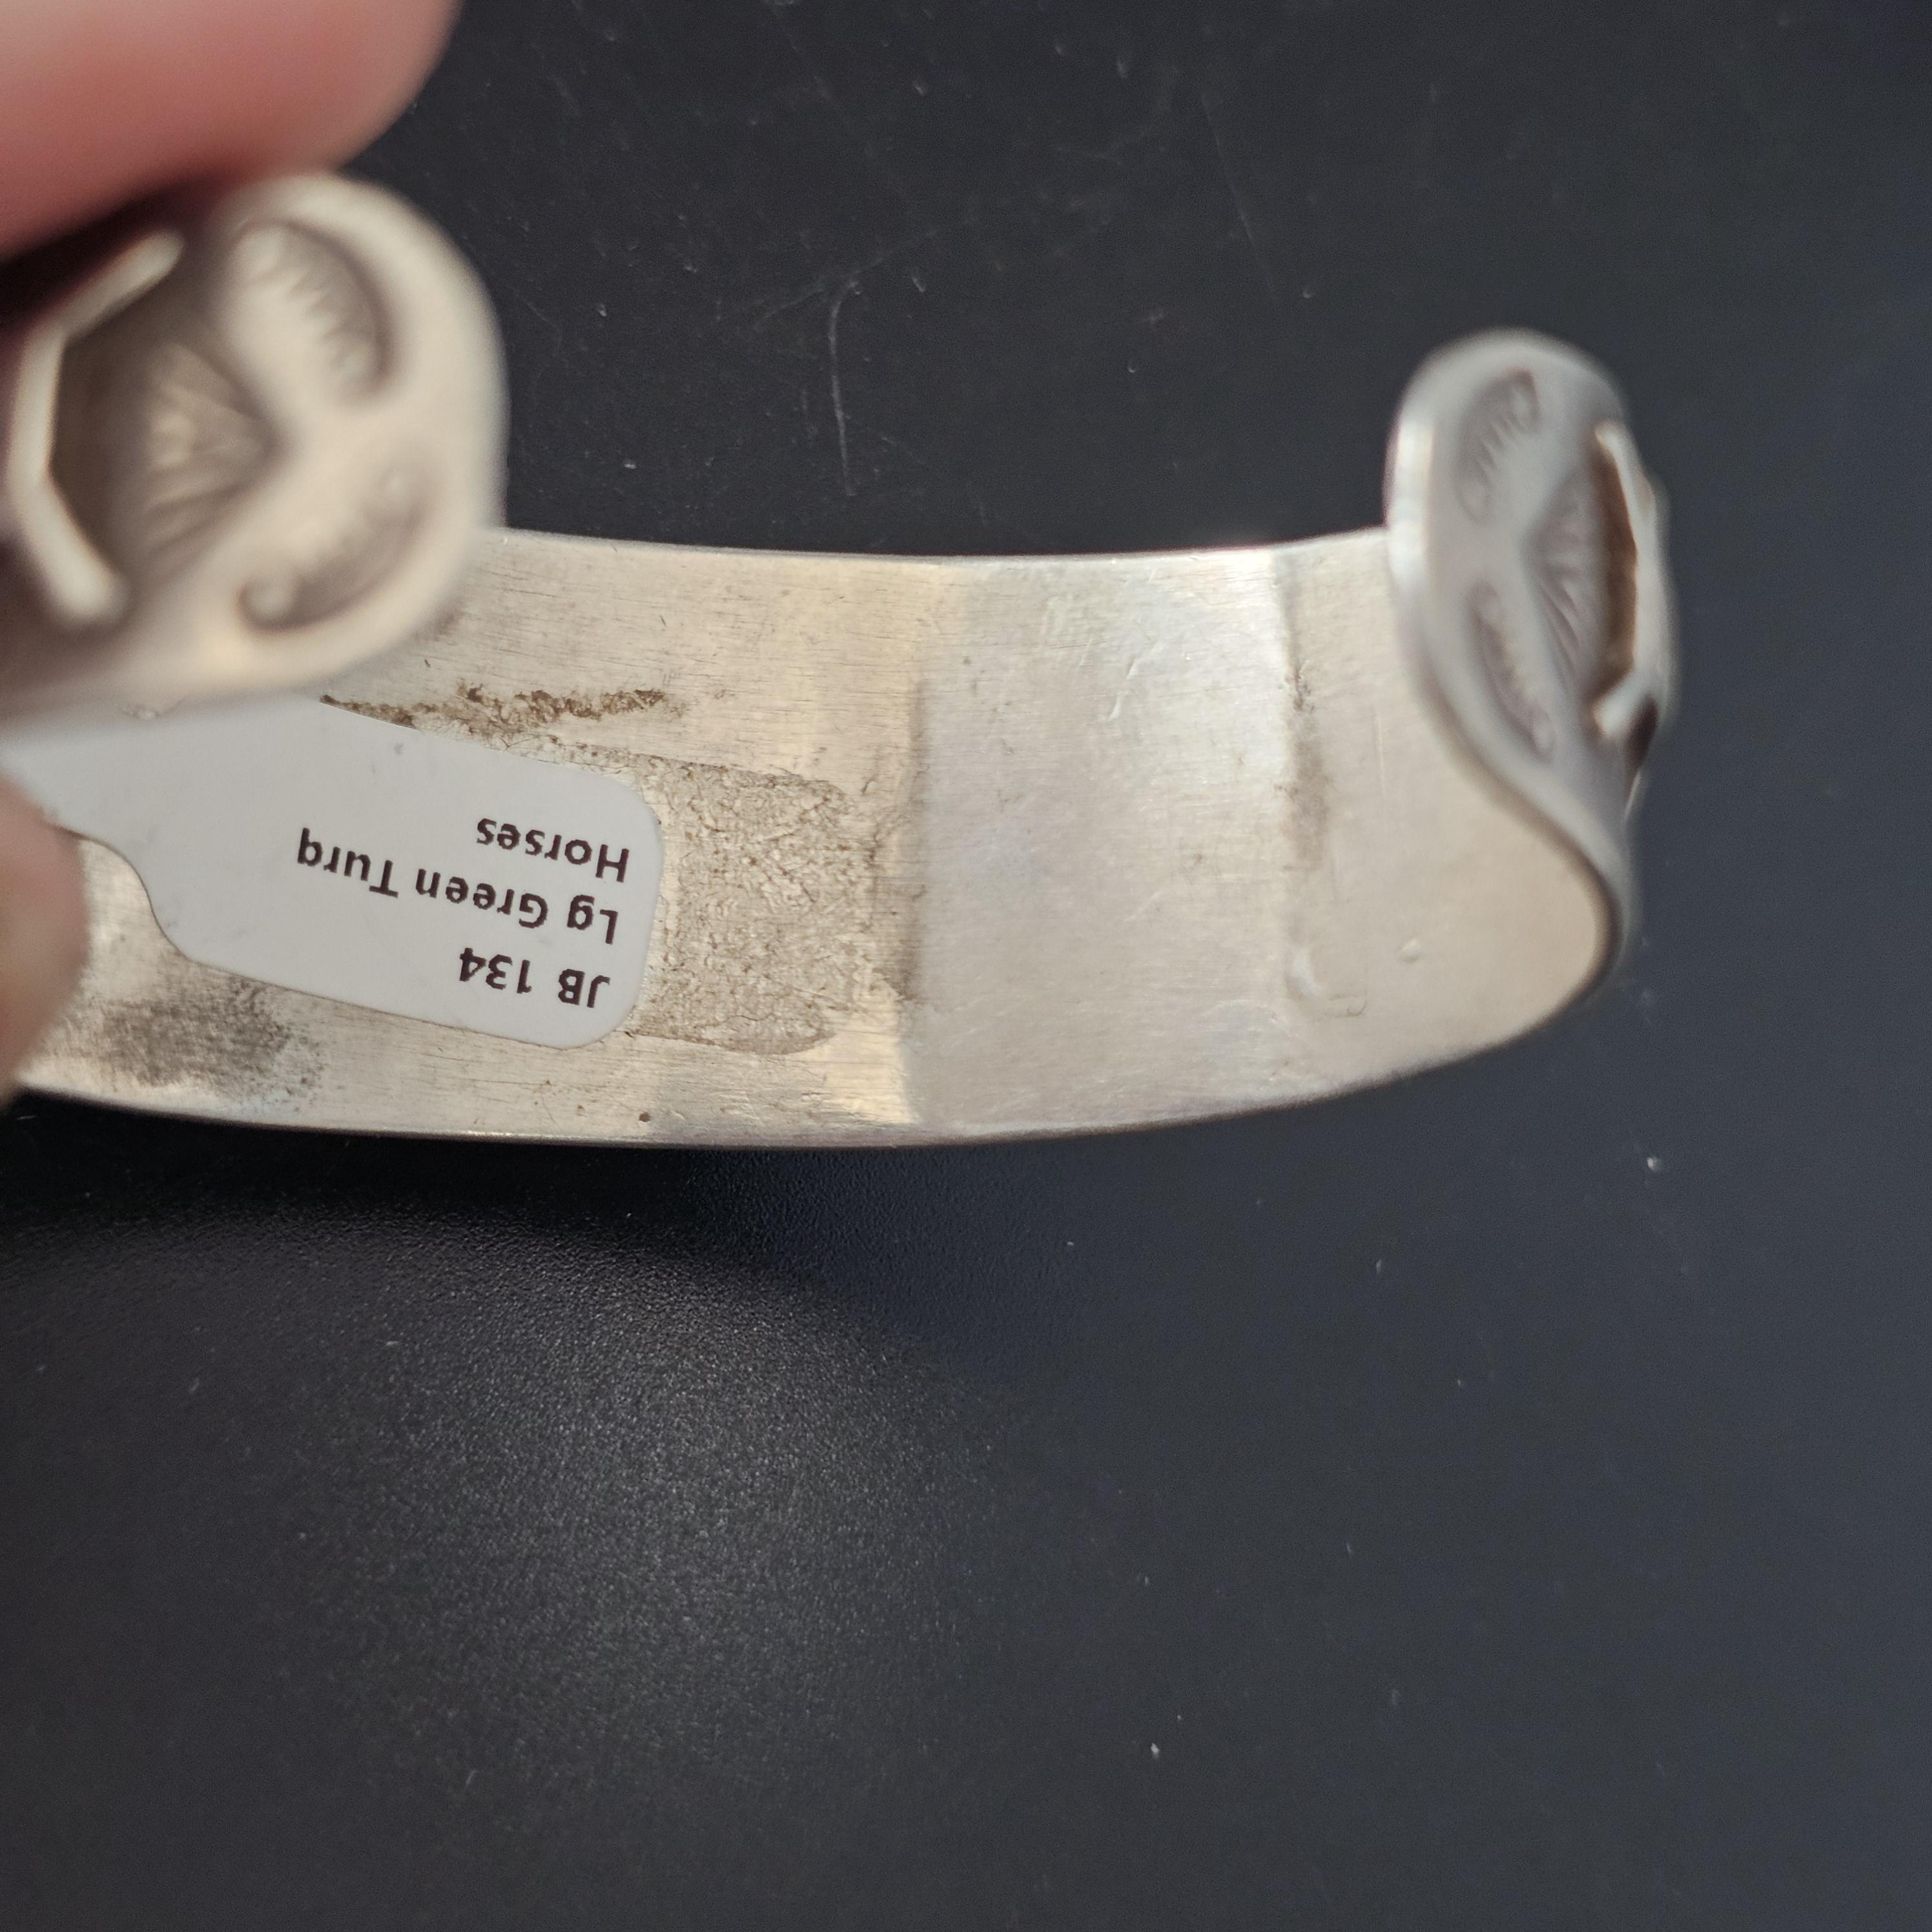 JB 134
Lg Green Turq
Horses